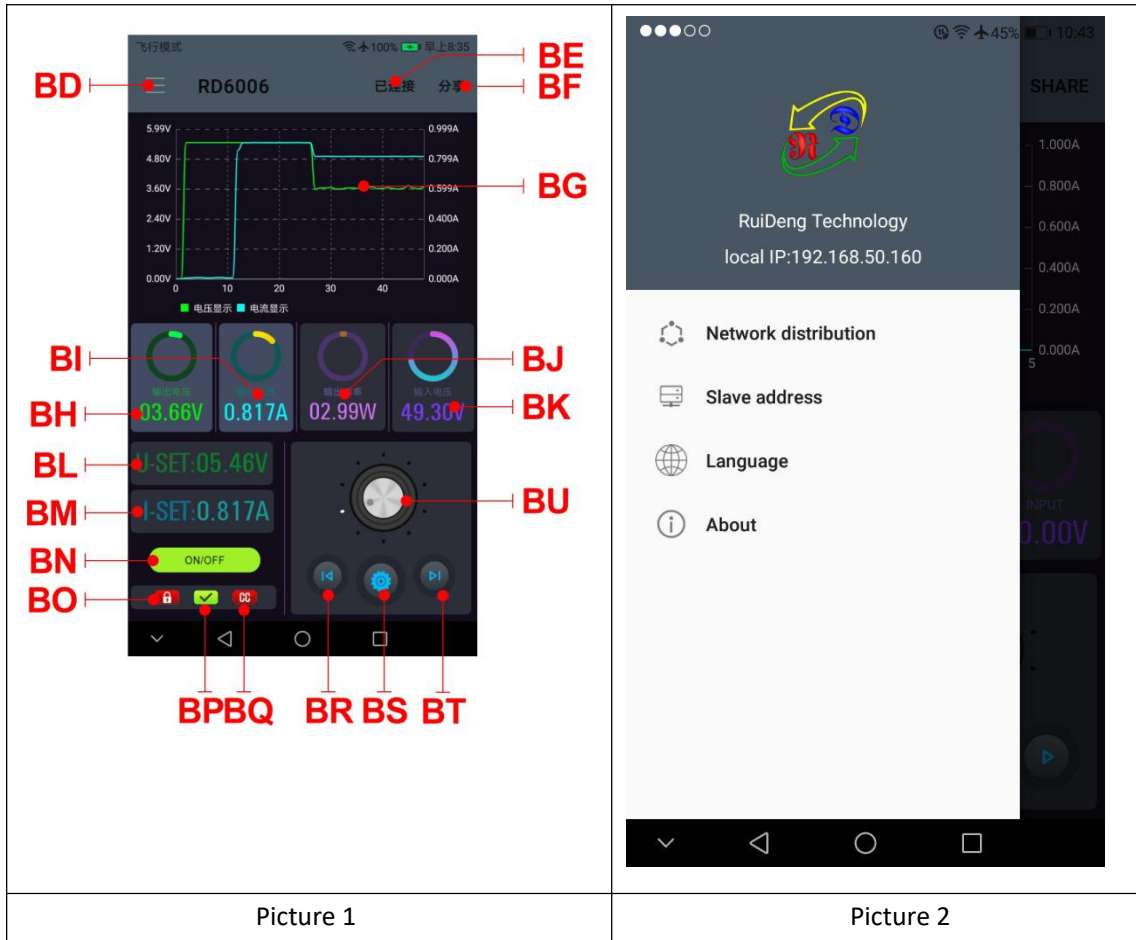 飞行模式 100% 早上8:35
BD RD6006 已连接 分享 BE BF
5.99V 0.999A
4.80V 0.799A
3.60V 0.599A BG
2.40V 0.400A
1.20V 0.200A
0.00V 0.000A
0 10 20 30 40
电压显示 电流显示
BI BJ
输出电压 输入电压
BH 03.66V 0.817A 02.99W 49.30V BK
BL U-SET:05.46V
BM I-SET:0.817A BU
BN ON/OFF
BO CC
BP BQ BR BS BT
Picture 1
45% 10:43
SHARE
RuiDeng Technology
local IP:192.168.50.160
1.000A
0.800A
0.600A
0.400A
0.200A
0.000A
5
Network distribution
Slave address
Language
About
INPUT
0.00V
Picture 2